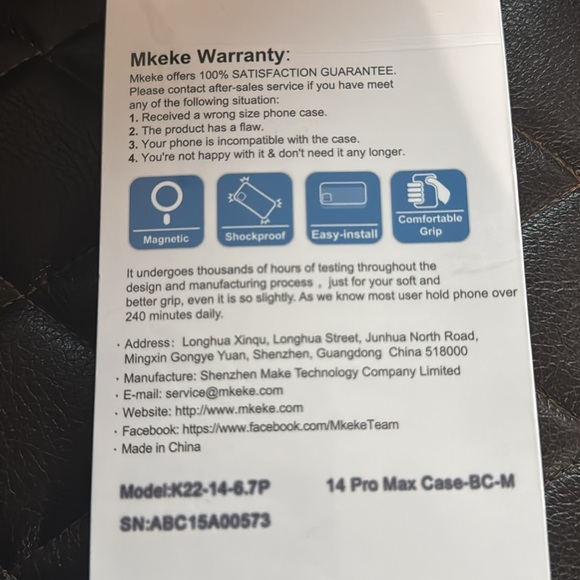 Mkeke Warranty:
Mkeke offers 100% SATISFACTION GUARANTEE.
Please contact after-sales service if you have meet
any of the following situation:
1. Received a wrong size phone case.
2. The product has a flaw.
3. Your phone is incompatible with the case.
4. You're not happy with it & don't need it any longer.
Magnetic
Shockproof
Easy-install
Comfortable
Grip
It undergoes thousands of hours of testing throughout the
design and manufacturing process , just for your soft and
better grip, even it is so slightly. As we know most user hold phone over
240 minutes daily.
· Address: Longhua Xinqu, Longhua Street, Junhua North Road,
Mingxin Gongye Yuan, Shenzhen, Guangdong China 518000
· Manufacture: Shenzhen Make Technology Company Limited
· E-mail: service@mkeke.com
· Website: http://www.mkeke.com
· Facebook: https://www.facebook.com/MkekeTeam
· Made in China
Model:K22-14-6.7P 14 Pro Max Case-BC-M
SN:ABC15A00573